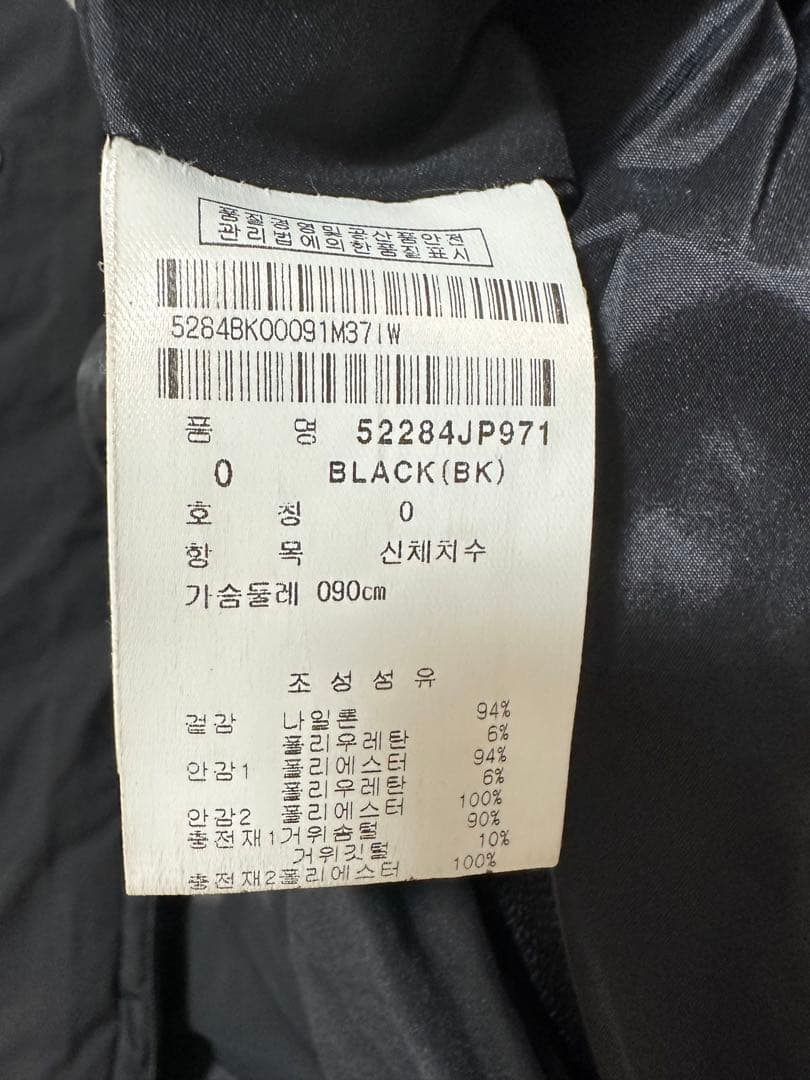 품질경영 및 공산품안전
관리법에 의한 품질표시
5284BK00091M371W
품 명 52284JP971
0 BLACK(BK)
호 칭 0
항 목 신체치수
가슴둘레 090cm
조성섬유
겉감 나일론 94%
폴리우레탄 6%
안감1 폴리에스터 94%
폴리우레탄 6%
안감2 폴리에스터 100%
충전재1 거위솜털 90%
거위깃털 10%
충전재2 폴리에스터 100%